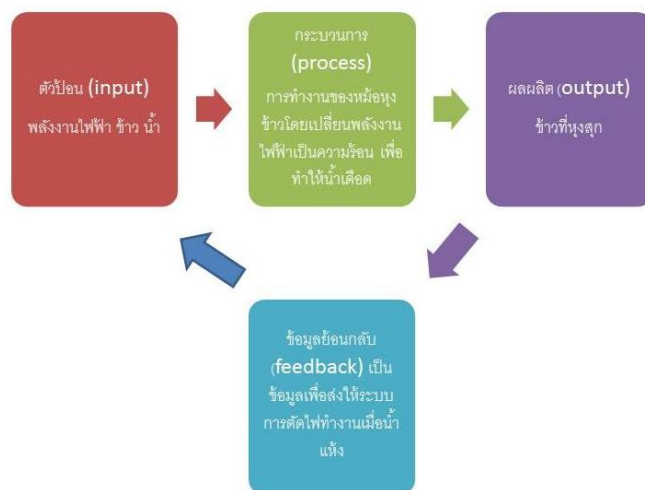 ตัวป้อน (input)
พลังงานไฟฟ้า ข้าว น้ำ
กระบวนการ
(process)
การทำงานของหม้อหุง
ข้าวโดยเปลี่ยนพลังงาน
ไฟฟ้าเป็นความร้อน เพื่อ
ทำให้น้ำเดือด
ผลผลิต (output)
ข้าวที่หุงสุก
ข้อมูลย้อนกลับ
(feedback) เป็น
ข้อมูลเพื่อส่งให้ระบบ
การตัดไฟทำงานเมื่อน้ำ
แห้ง